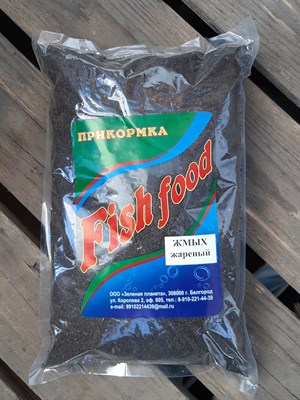 ПРИКОРМКА
Fish food
ЖМЫХ
жареный
ООО «Зеленая планета», 308000 г. Белгород
ул. Королева 2, оф. 605, тел.: 8-910-221-44-39
e-mail: 89102214439@mail.ru